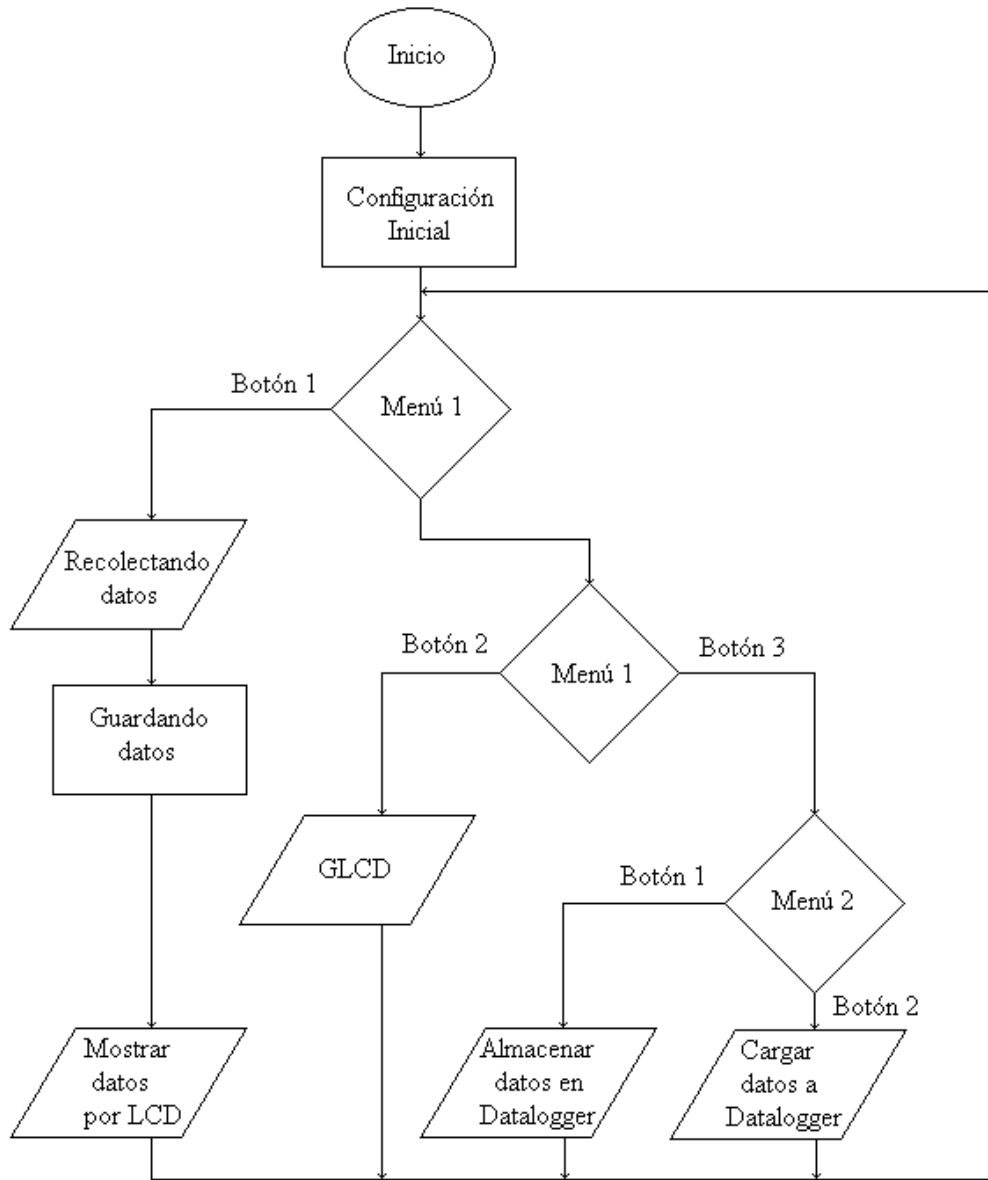 Inicio
Configuración
Inicial
Botón 1
Menú 1
Recolectando
datos
Botón 2
Menú 1
Botón 3
Guardando
datos
GLCD
Botón 1
Menú 2
Botón 2
Mostrar
datos
por LCD
Almacenar
datos en
Datalogger
Cargar
datos a
Datalogger